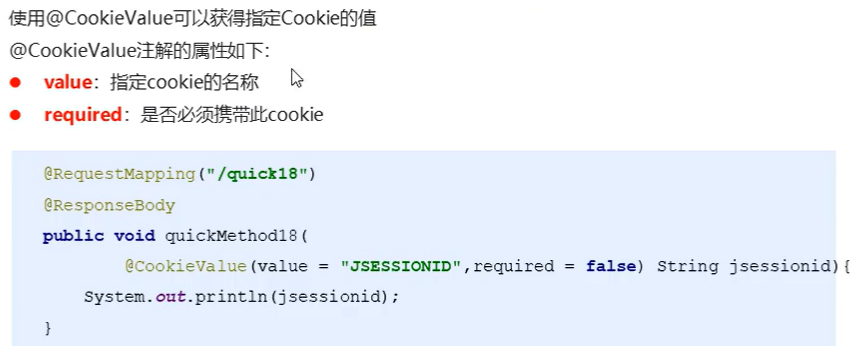 使用@CookieValue可以获得指定Cookie的值
@CookieValue注解的属性如下：
● value：指定cookie的名称
● required：是否必须携带此cookie
@RequestMapping("/quick18")
@ResponseBody
public void quickMethod18(
@CookieValue(value = "JSESSIONID",required = false) String jsessionid){
System.out.println(jsessionid);
}